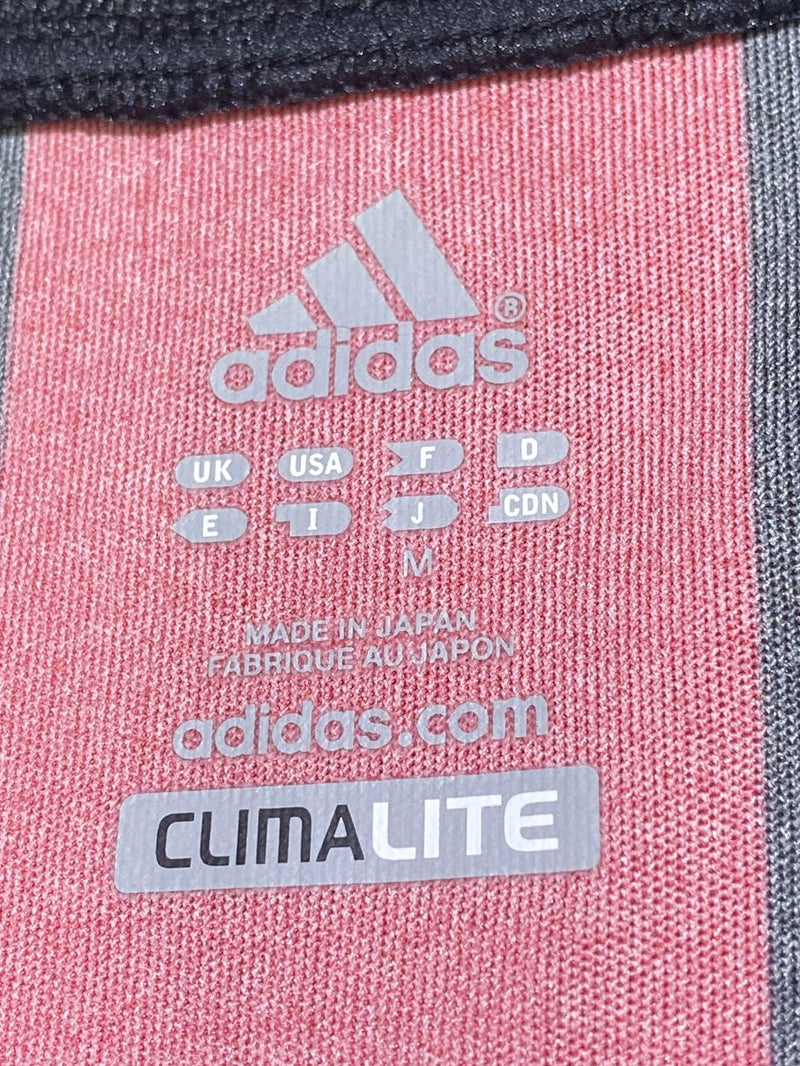 adidas®
UK USA F D
E I J CDN
M
MADE IN JAPAN
FABRIQUE AU JAPON
adidas.com
CLIMALITE